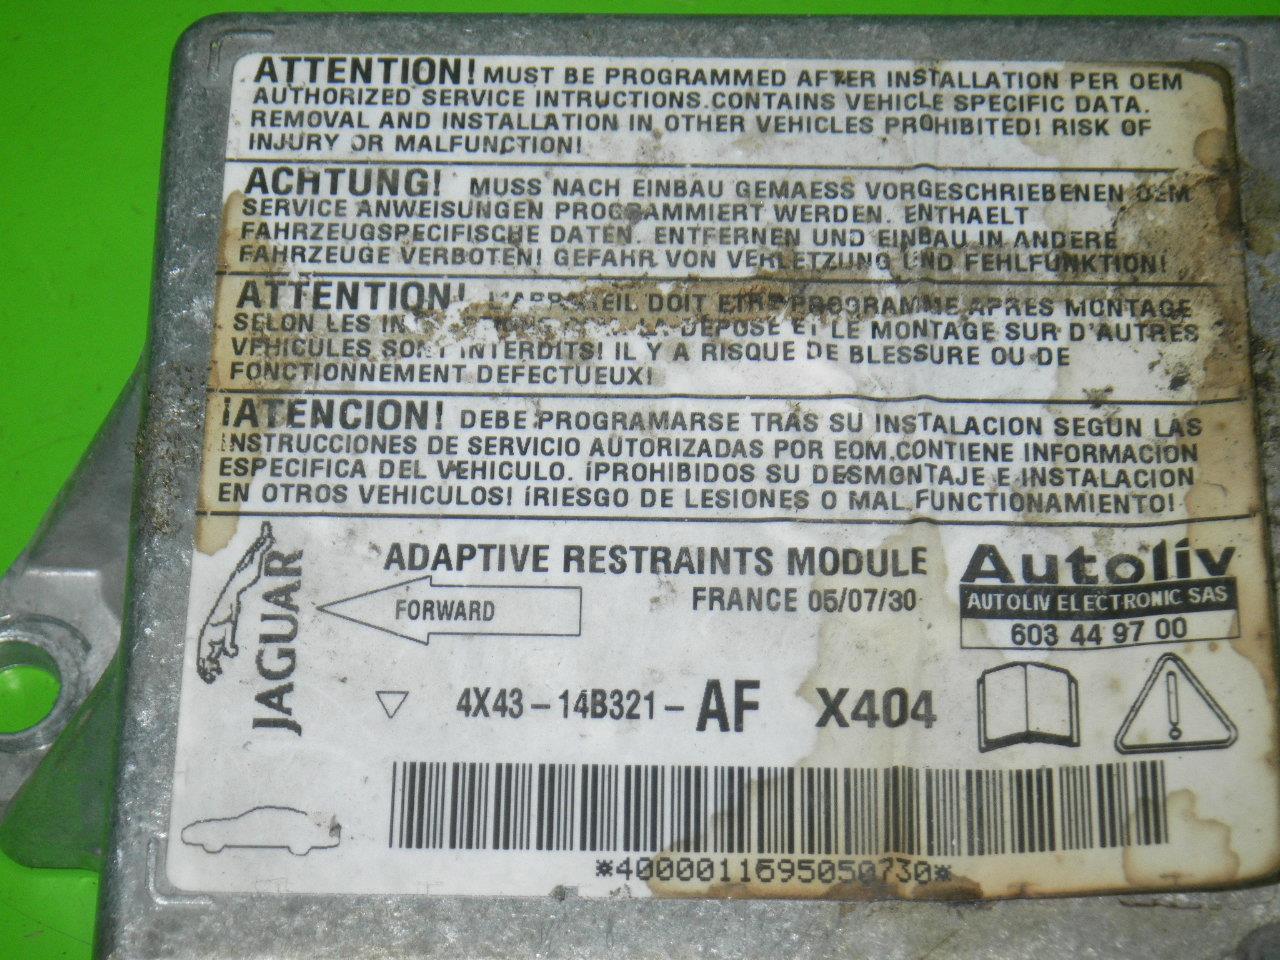 ATTENTION! MUST BE PROGRAMMED AFTER INSTALLATION PER OEM
AUTHORIZED SERVICE INTRUCTIONS.CONTAINS VEHICLE SPECIFIC DATA.
REMOVAL AND INSTALLATION IN OTHER VEHICLES PROHIBITED! RISK OF
INJURY OR MALFUNCTION!
ACHTUNG! MUSS NACH EINBAU GEMAESS VORGESCHRIEBENEN OEM
SERVICE ANWEISUNGEN PROGRAMMIERT WERDEN. ENTHAELT
FAHRZEUGSPECIFISCHE DATEN. ENTFERNEN UND EINBAU IN ANDERE
FAHRZEUGE VERBOTEN! GEFAHR VON VERLETZUNG UND FEHLFUNKTION!
ATTENTION! L'APPAREIL DOIT ETRE PROGRAMME APRES MONTAGE
SELON LES LA DEPOSE ET LE MONTAGE SUR D'AUTRES
VEHICULES SONT INTERDITS! IL Y A RISQUE DE BLESSURE OU DE
FONCTIONNEMENT DEFECTUEUX!
¡ATENCION! DEBE PROGRAMARSE TRAS SU INSTALACION SEGUN LAS
INSTRUCCIONES DE SERVICIO AUTORIZADAS POR EOM.CONTIENE INFORMACION
ESPECIFICA DEL VEHICULO. ¡PROHIBIDOS SU DESMONTAJE E INSTALACION
EN OTROS VEHICULOS! ¡RIESGO DE LESIONES O MAL FUNCTIONAMIENTO!
JAGUAR
ADAPTIVE RESTRAINTS MODULE
FORWARD
FRANCE 05/07/30
Autoliv
AUTOLIV ELECTRONIC SAS
603 44 97 00
4X43-14B321-AF X404
*4000011695050730*